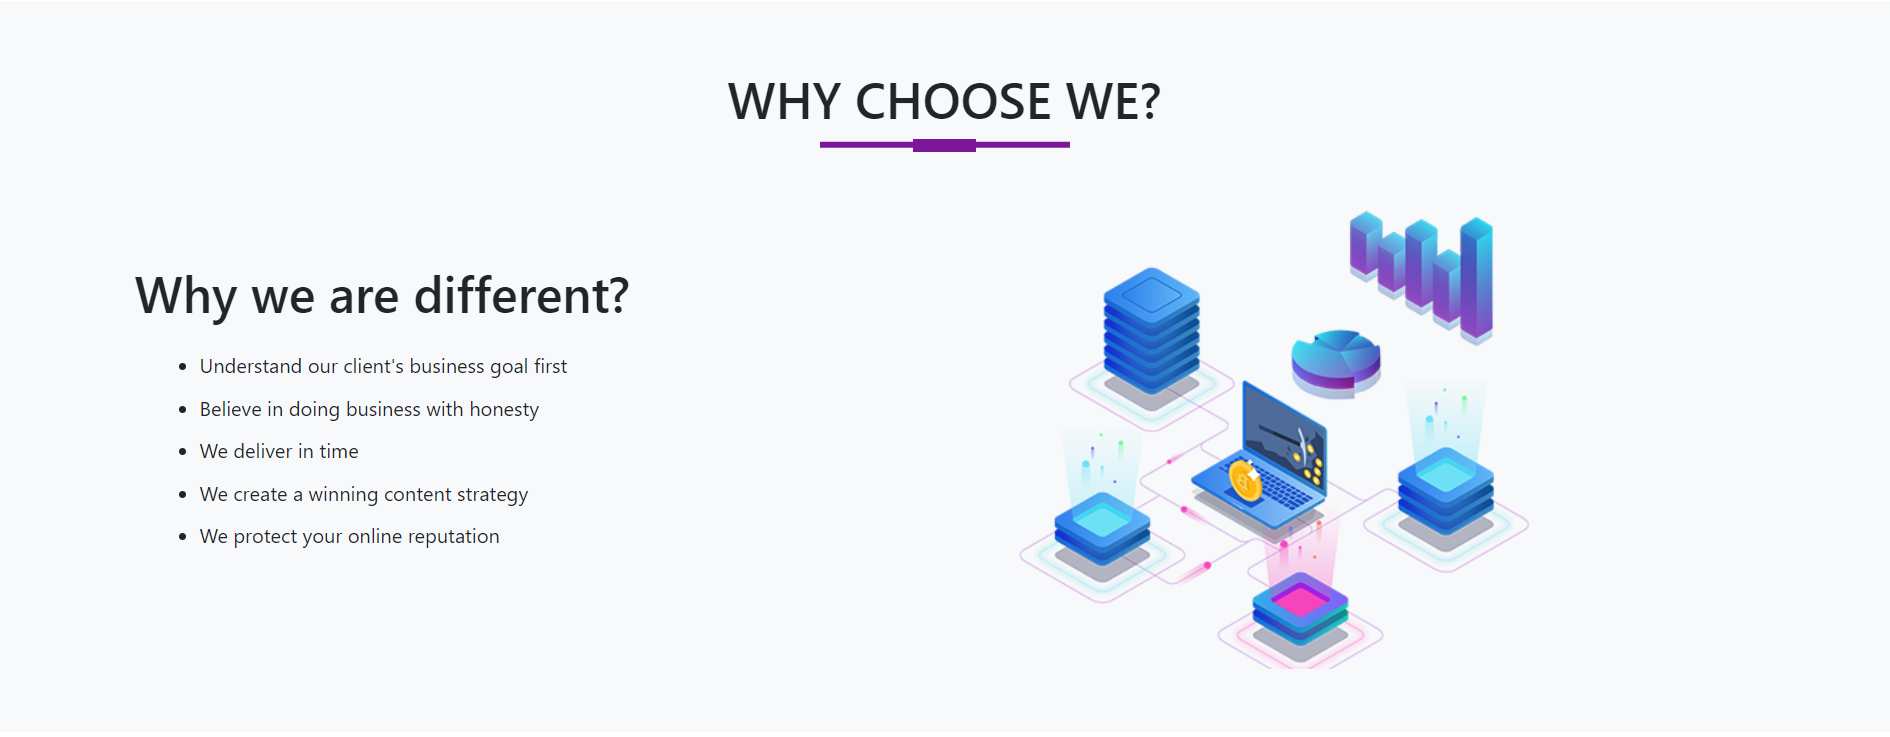 WHY CHOOSE WE?
Why we are different?
Understand our client's business goal first
Believe in doing business with honesty
We deliver in time
We create a winning content strategy
We protect your online reputation